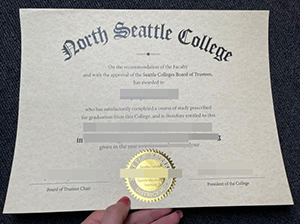 North Seattle College
On the recommendation of the Faculty
and with the approval of the Seattle Colleges Board of Trustees,
has awarded to
who has satisfactorily completed a course of study prescribed
for graduation from this College, and is therefore entitled to this
in
given in the year
Board of Trustees Chair
President of the College